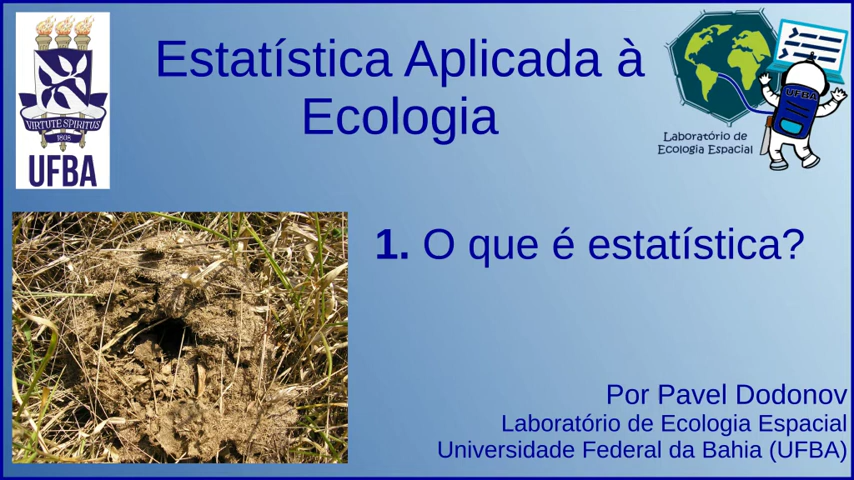 Estatística Aplicada à
Ecologia
VIRTUTE SPIRITUS
1808
UFBA
UFBA
Laboratório de
Ecologia Espacial
1. O que é estatística?
Por Pavel Dodonov
Laboratório de Ecologia Espacial
Universidade Federal da Bahia (UFBA)